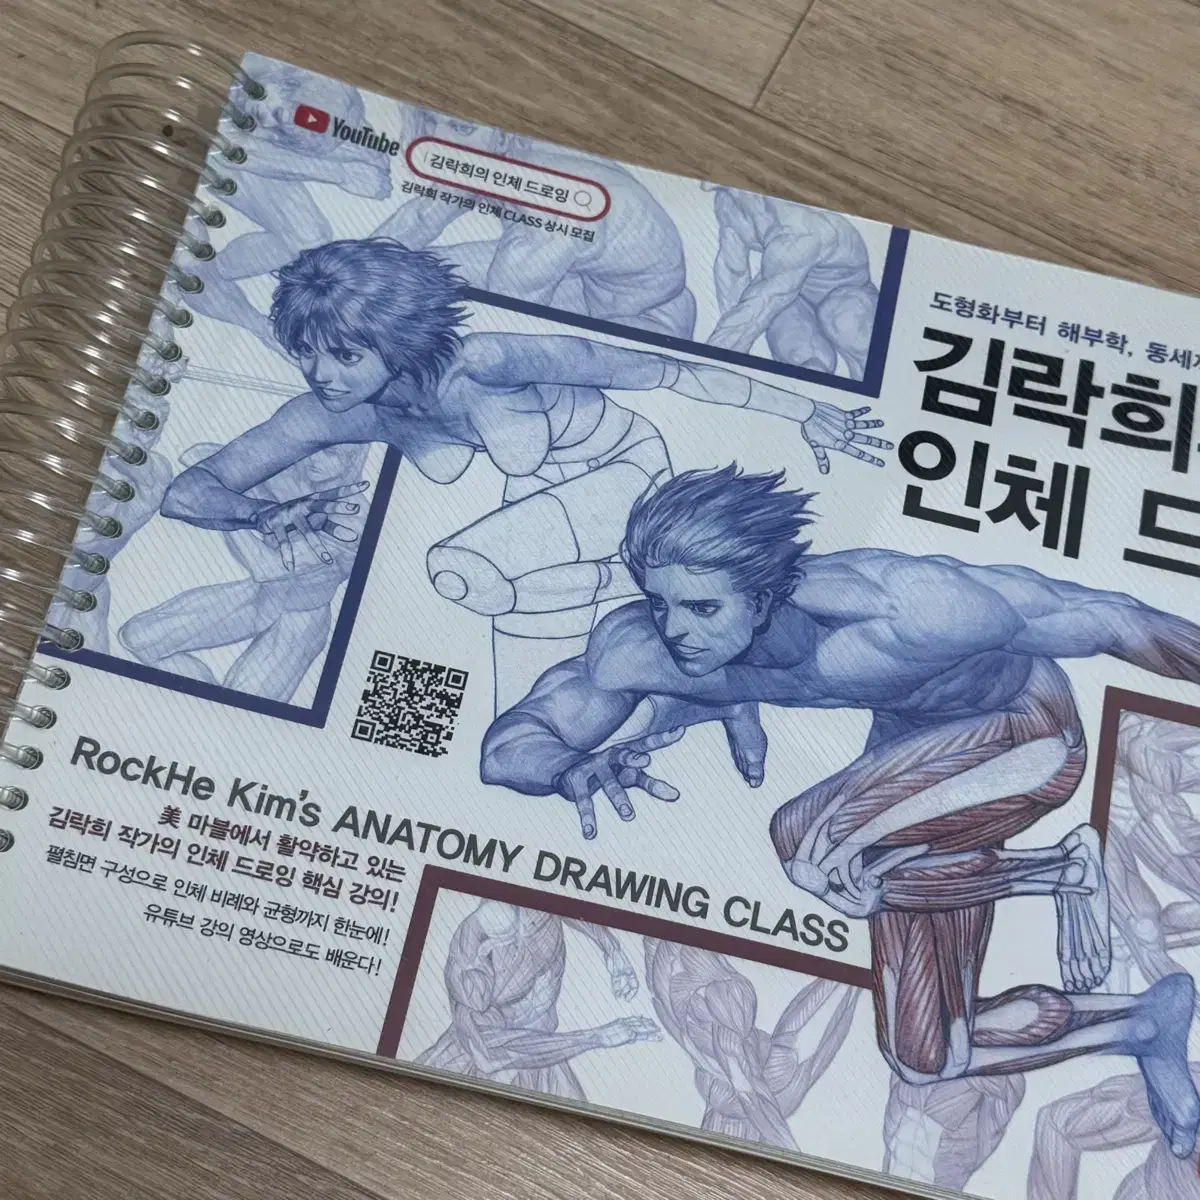 YouTube
김락희의 인체 드로잉
김락희 작가의 인체 CLASS 상시 모집
도형화부터 해부학, 동세
김락희
인체 드
RockHe Kim's ANATOMY DRAWING CLASS
美 마블에서 활약하고 있는
김락희 작가의 인체 드로잉 핵심 강의!
펼침면 구성으로 인체 비례와 균형까지 한눈에!
유튜브 강의 영상으로도 배운다!